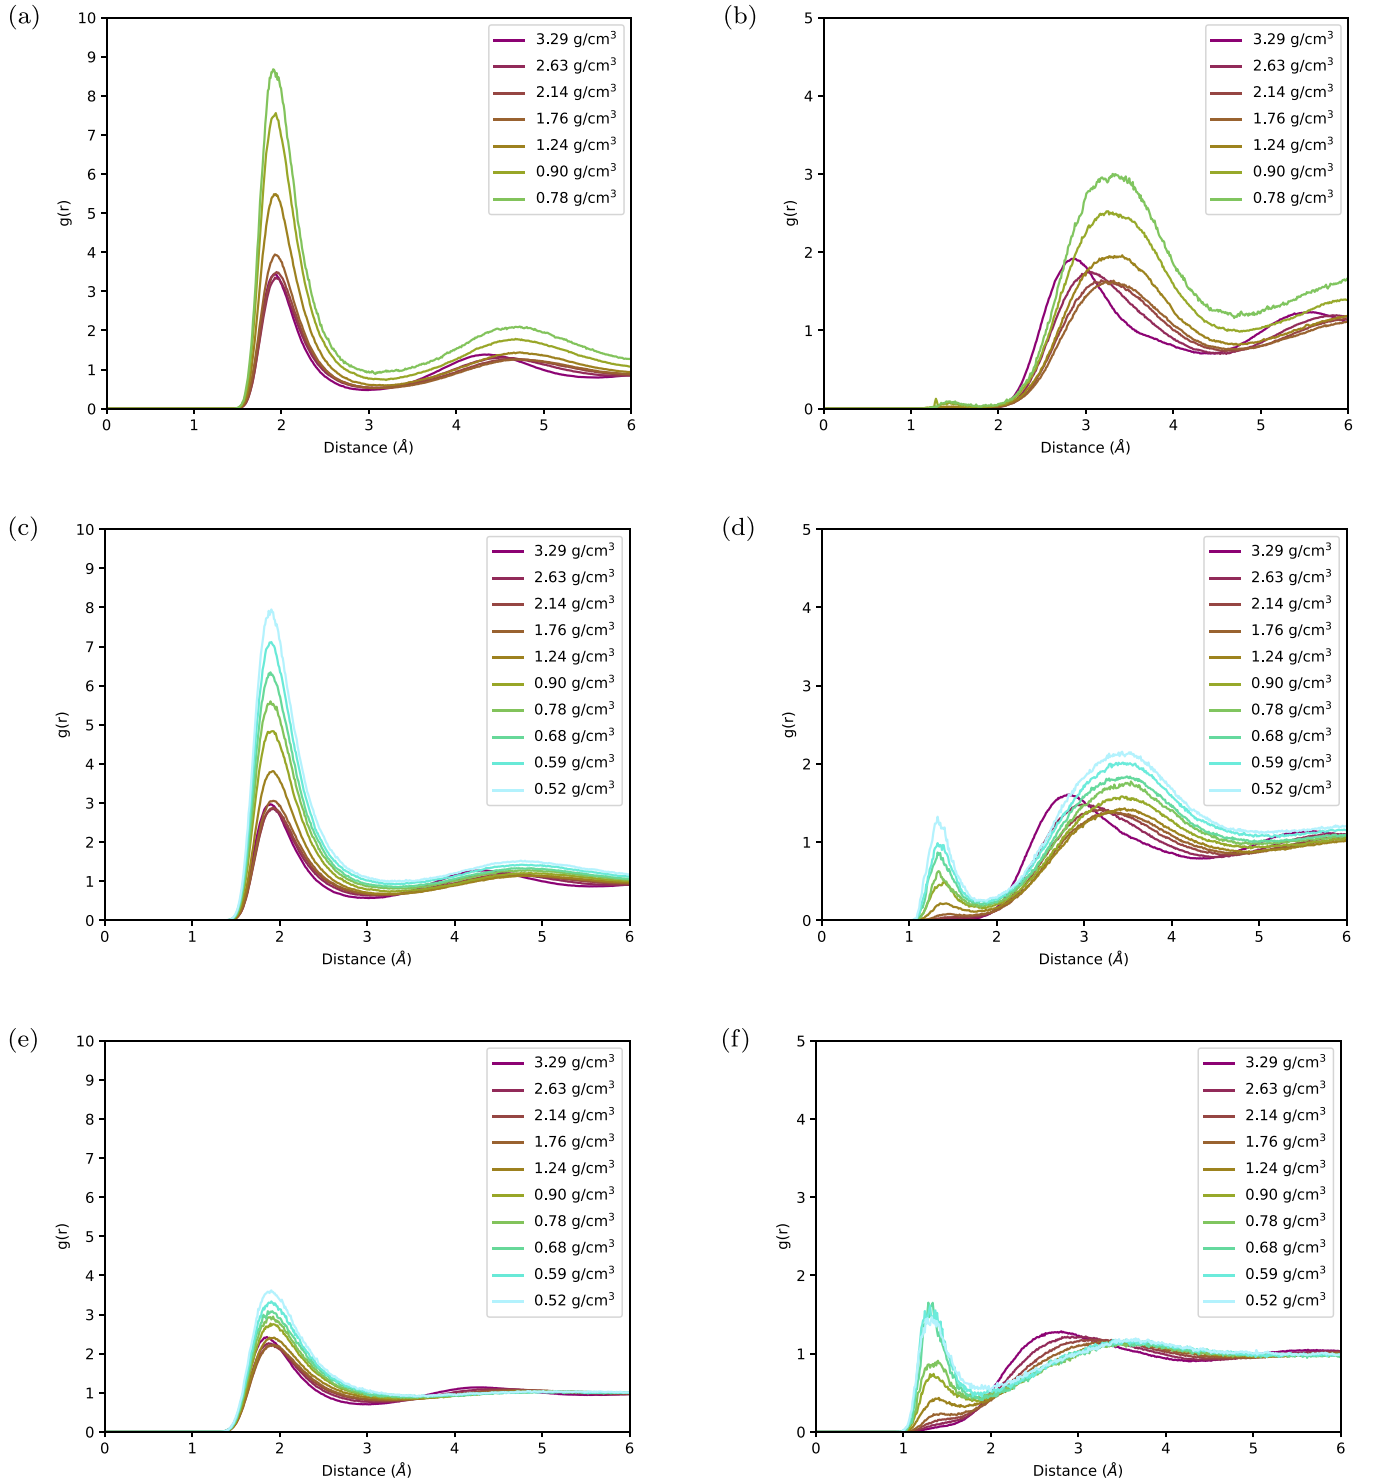 (a)
10
9
8
7
6
5
4
3
2
1
0
g(r)
0 1 2 3 4 5 6
Distance (Å)
3.29 g/cm³
2.63 g/cm³
2.14 g/cm³
1.76 g/cm³
1.24 g/cm³
0.90 g/cm³
0.78 g/cm³
(b)
5
4
3
2
1
0
g(r)
0 1 2 3 4 5 6
Distance (Å)
3.29 g/cm³
2.63 g/cm³
2.14 g/cm³
1.76 g/cm³
1.24 g/cm³
0.90 g/cm³
0.78 g/cm³
(c)
10
9
8
7
6
5
4
3
2
1
0
g(r)
0 1 2 3 4 5 6
Distance (Å)
3.29 g/cm³
2.63 g/cm³
2.14 g/cm³
1.76 g/cm³
1.24 g/cm³
0.90 g/cm³
0.78 g/cm³
0.68 g/cm³
0.59 g/cm³
0.52 g/cm³
(d)
5
4
3
2
1
0
g(r)
0 1 2 3 4 5 6
Distance (Å)
3.29 g/cm³
2.63 g/cm³
2.14 g/cm³
1.76 g/cm³
1.24 g/cm³
0.90 g/cm³
0.78 g/cm³
0.68 g/cm³
0.59 g/cm³
0.52 g/cm³
(e)
10
9
8
7
6
5
4
3
2
1
0
g(r)
0 1 2 3 4 5 6
Distance (Å)
3.29 g/cm³
2.63 g/cm³
2.14 g/cm³
1.76 g/cm³
1.24 g/cm³
0.90 g/cm³
0.78 g/cm³
0.68 g/cm³
0.59 g/cm³
0.52 g/cm³
(f)
5
4
3
2
1
0
g(r)
0 1 2 3 4 5 6
Distance (Å)
3.29 g/cm³
2.63 g/cm³
2.14 g/cm³
1.76 g/cm³
1.24 g/cm³
0.90 g/cm³
0.78 g/cm³
0.68 g/cm³
0.59 g/cm³
0.52 g/cm³